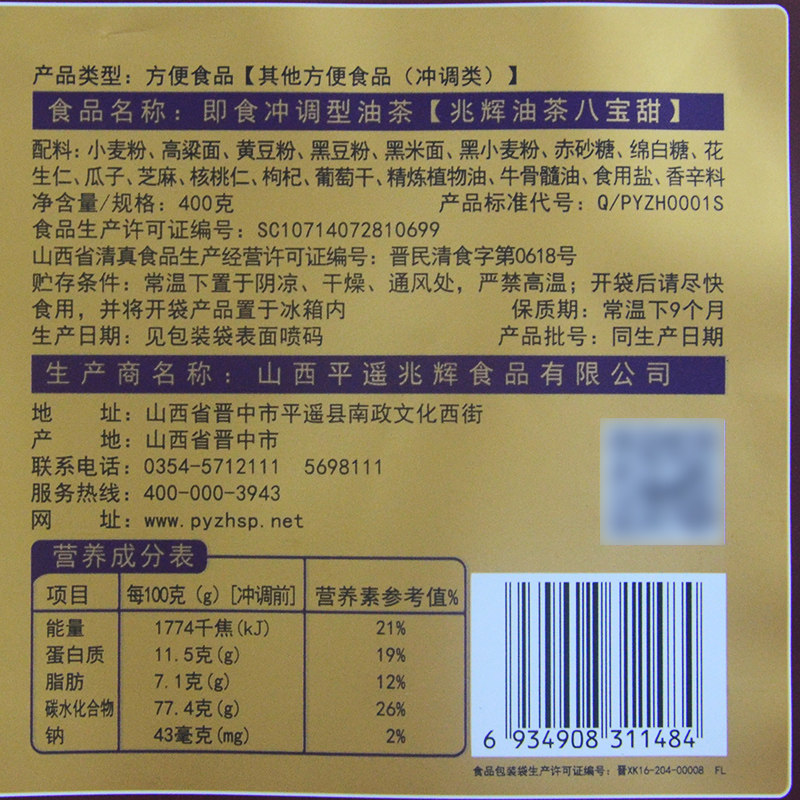 产品类型：方便食品【其他方便食品（冲调类）】
食品名称：即食冲调型油茶【兆辉油茶八宝甜】
配料：小麦粉、高粱面、黄豆粉、黑豆粉、黑米面、黑小麦粉、赤砂糖、绵白糖、花
生仁、瓜子、芝麻、核桃仁、枸杞、葡萄干、精炼植物油、牛骨髓油、食用盐、香辛料
净含量/规格：400克 产品标准代号：Q/PYZH0001S
食品生产许可证编号：SC10714072810699
山西省清真食品生产经营许可证编号：晋民清食字第0618号
贮存条件：常温下置于阴凉、干燥、通风处，严禁高温；开袋后请尽快
食用，并将开袋产品置于冰箱内 保质期：常温下9个月
生产日期：见包装袋表面喷码 产品批号：同生产日期
生产商名称：山西平遥兆辉食品有限公司
地 址：山西省晋中市平遥县南政文化西街
产 地：山西省晋中市
联系电话：0354-5712111 5698111
服务热线：400-000-3943
网 址：www.pyzhsp.net
营养成分表
项目 每100克（g）[冲调前] 营养素参考值%
能量 1774千焦(kJ) 21%
蛋白质 11.5克(g) 19%
脂肪 7.1克(g) 12%
碳水化合物 77.4克(g) 26%
钠 43毫克(mg) 2%
6 934908 311484
食品包装袋生产许可证编号：晋XK16-204-00008 FL